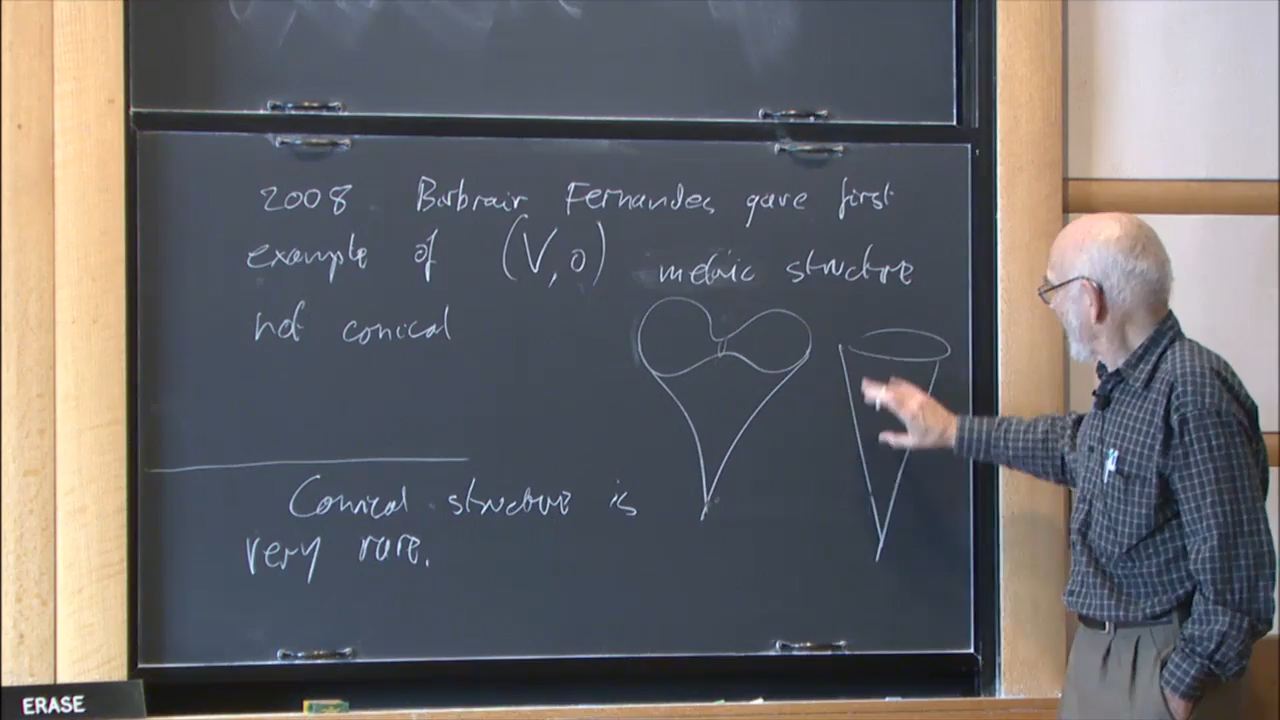 2008 Birbrair Fernandes gave first
example of (V, 0) metric structure
not conical
Conical structure is
very rare.
ERASE